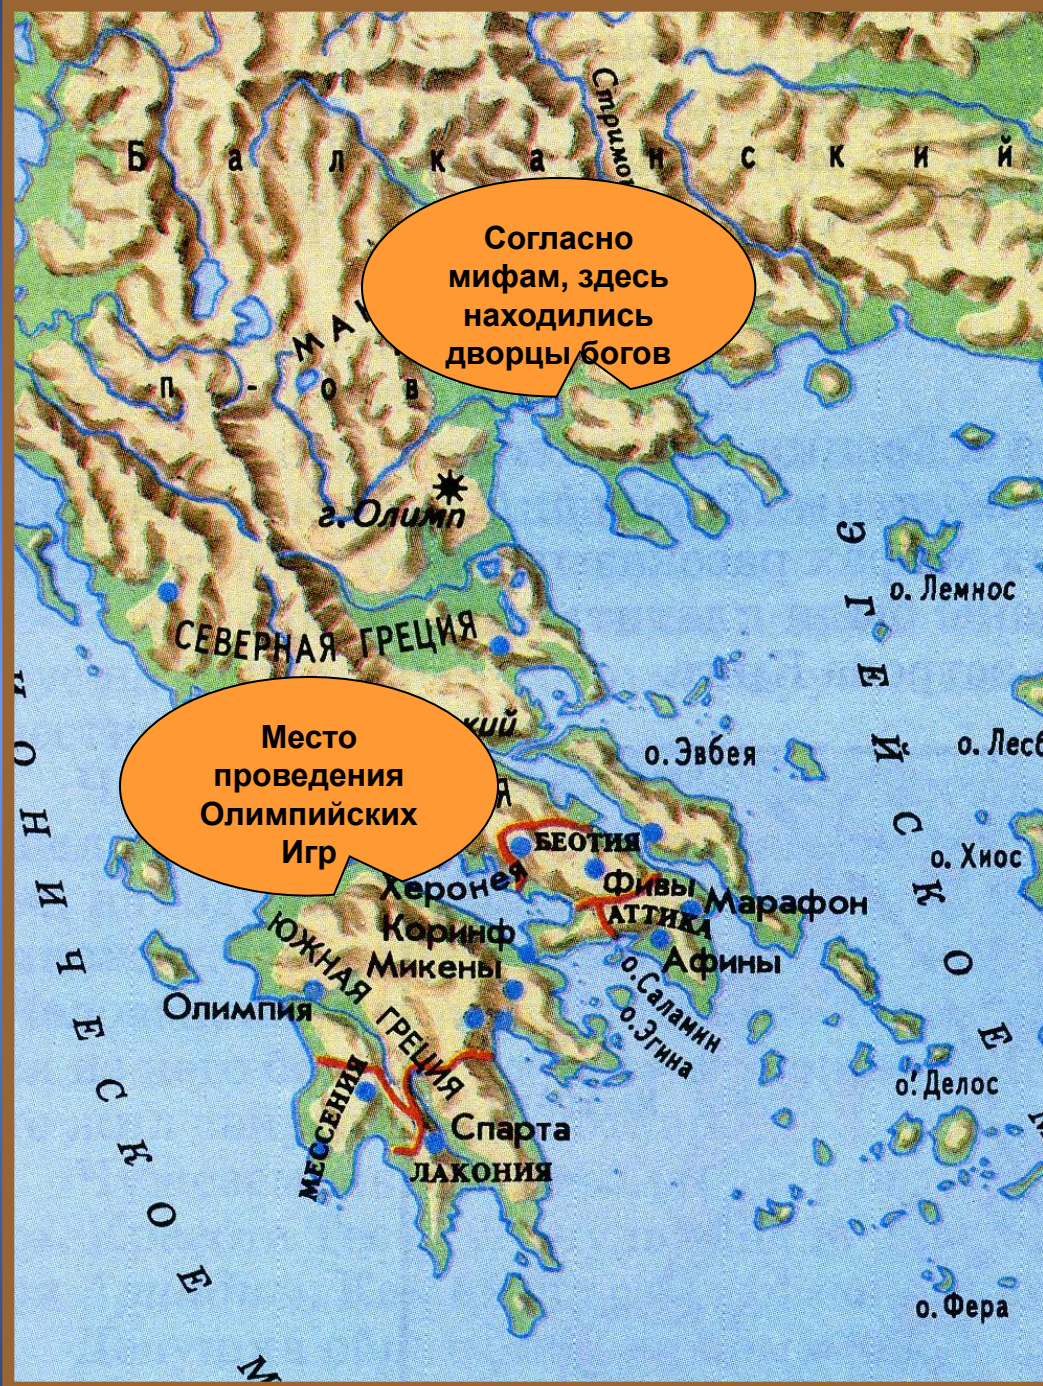 Стримон
Балканский
Согласно
мифам, здесь
находились
дворцы богов
МАК
п-ов
г. Олимп
Э Г Е Й С К О Е
о. Лемнос
СЕВЕРНАЯ ГРЕЦИЯ
кий
о. Эвбея
о. Лесб
Место
проведения
Олимпийских
Игр
Я
БЕОТИЯ
о. Хиос
Херонея
Фивы
Марафон
АТТИКА
Коринф
Микены
Афины
ЮЖНАЯ ГРЕЦИЯ
о. Саламин
о. Эгина
Олимпия
о. Делос
МЕССЕНИЯ
Спарта
ЛАКОНИЯ
И О Н И Ч Е С К О Е М
о. Фера